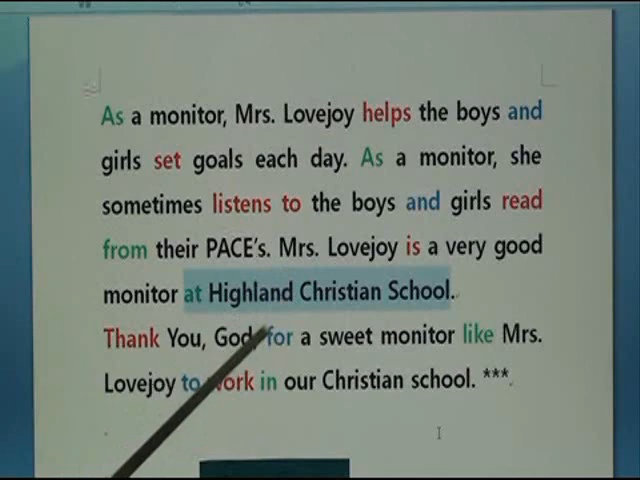 As a monitor, Mrs. Lovejoy helps the boys and
girls set goals each day. As a monitor, she
sometimes listens to the boys and girls read
from their PACE's. Mrs. Lovejoy is a very good
monitor at Highland Christian School.
Thank You, God, for a sweet monitor like Mrs.
Lovejoy to work in our Christian school. ***